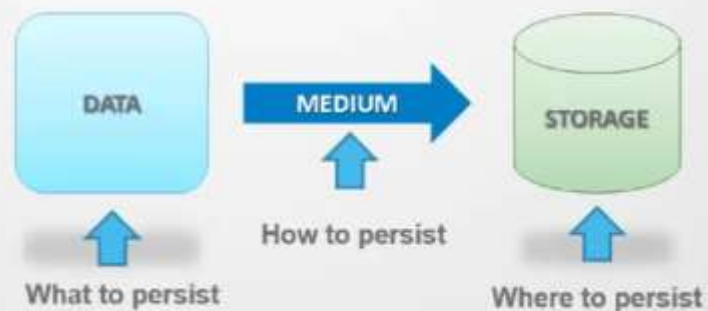 DATA
MEDIUM
STORAGE
How to persist
What to persist
Where to persist